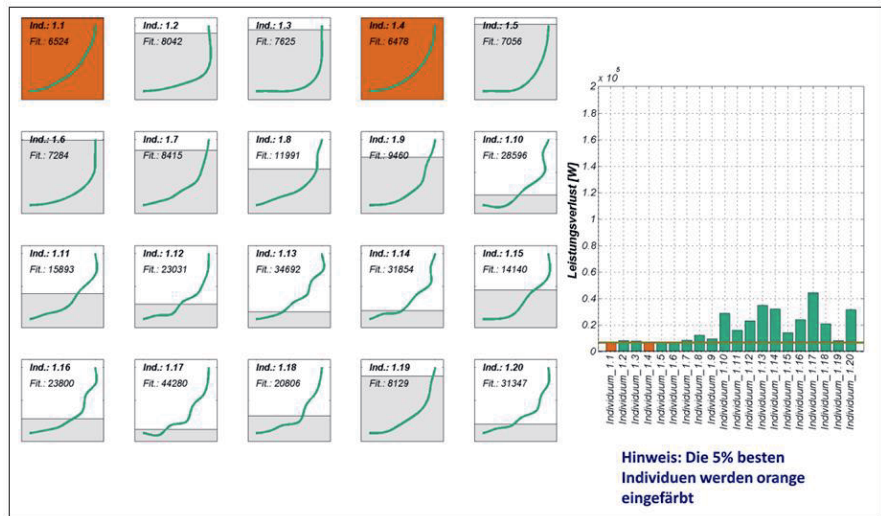 Ind.: 1.1
Fit.: 6524
Ind.: 1.2
Fit.: 8042
Ind.: 1.3
Fit.: 7625
Ind.: 1.4
Fit.: 6478
Ind.: 1.5
Fit.: 7056
Ind.: 1.6
Fit.: 7284
Ind.: 1.7
Fit.: 8415
Ind.: 1.8
Fit.: 11991
Ind.: 1.9
Fit.: 9460
Ind.: 1.10
Fit.: 28596
Ind.: 1.11
Fit.: 15893
Ind.: 1.12
Fit.: 23031
Ind.: 1.13
Fit.: 34692
Ind.: 1.14
Fit.: 31854
Ind.: 1.15
Fit.: 14140
Ind.: 1.16
Fit.: 23800
Ind.: 1.17
Fit.: 44280
Ind.: 1.18
Fit.: 20806
Ind.: 1.19
Fit.: 8129
Ind.: 1.20
Fit.: 31347
x 10⁵
2
1.8
1.6
1.4
1.2
1
0.8
0.6
0.4
0.2
0
Leistungsverlust [W]
Individuum_1.1
Individuum_1.2
Individuum_1.3
Individuum_1.4
Individuum_1.5
Individuum_1.6
Individuum_1.7
Individuum_1.8
Individuum_1.9
Individuum_1.10
Individuum_1.11
Individuum_1.12
Individuum_1.13
Individuum_1.14
Individuum_1.15
Individuum_1.16
Individuum_1.17
Individuum_1.18
Individuum_1.19
Individuum_1.20
Hinweis: Die 5% besten
Individuen werden orange
eingefärbt